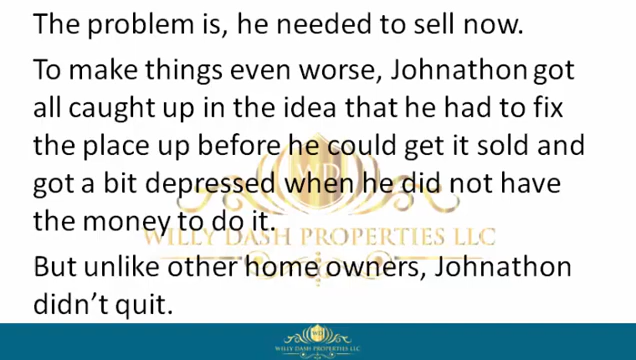 The problem is, he needed to sell now.
To make things even worse, Johnathon got
all caught up in the idea that he had to fix
the place up before he could get it sold and
got a bit depressed when he did not have
the money to do it.
WILLY DASH PROPERTIES LLC
But unlike other home owners, Johnathon
didn't quit.
WILLY DASH PROPERTIES LLC